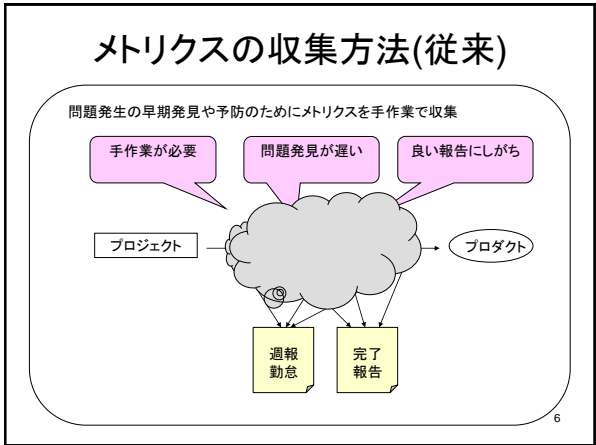 メトリクスの収集方法(従来)
問題発生の早期発見や予防のためにメトリクスを手作業で収集
手作業が必要
問題発見が遅い
良い報告にしがち
プロジェクト
プロダクト
週報
勤怠
完了
報告
6